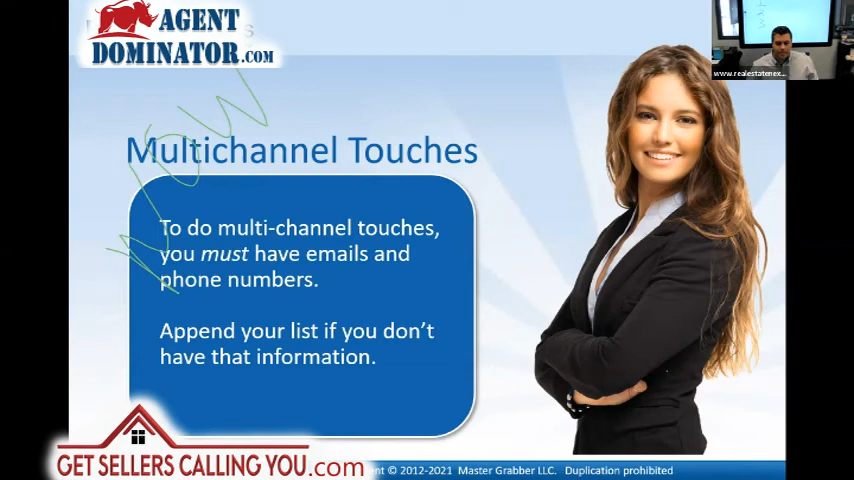 AGENT
DOMINATOR.com
www.realestatenex...
Multichannel Touches
To do multi-channel touches,
you must have emails and
phone numbers.
Append your list if you don't
have that information.
GET SELLERS CALLING YOU.com
© 2012-2021 Master Grabber LLC. Duplication prohibited